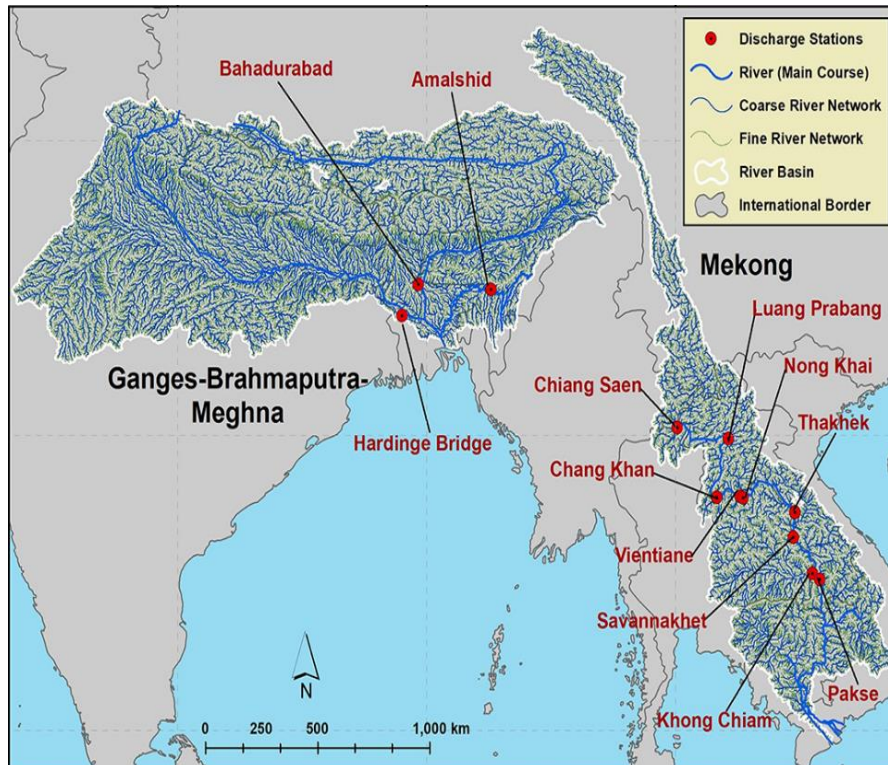 Bahadurabad
Amalshid
Discharge Stations
River (Main Course)
Coarse River Network
Fine River Network
River Basin
International Border
Mekong
Luang Prabang
Nong Khai
Thakhek
Chiang Saen
Chang Khan
Ganges-Brahmaputra-
Meghna
Hardinge Bridge
Vientiane
Savannakhet
Pakse
Khong Chiam
N
0 250 500 1,000 km